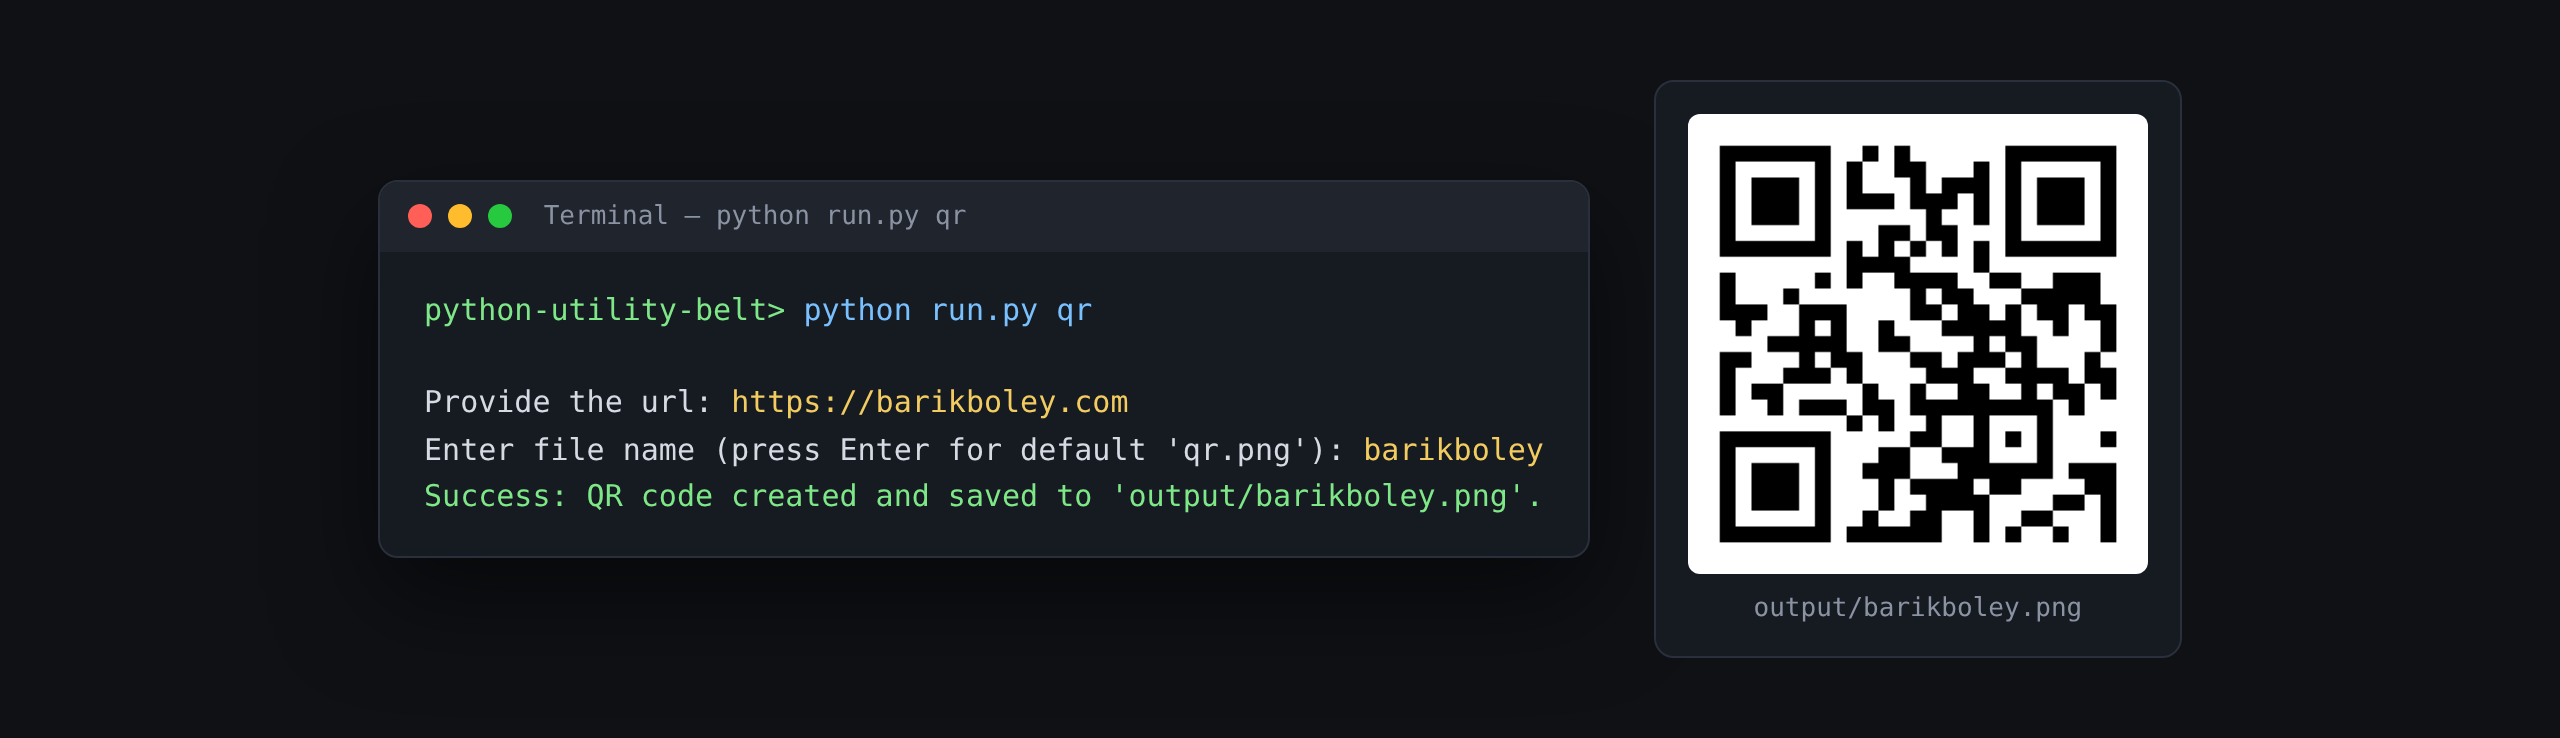 Terminal — python run.py qr
python-utility-belt> python run.py qr
Provide the url: https://barikboley.com
Enter file name (press Enter for default 'qr.png'): barikboley
Success: QR code created and saved to 'output/barikboley.png'.
output/barikboley.png